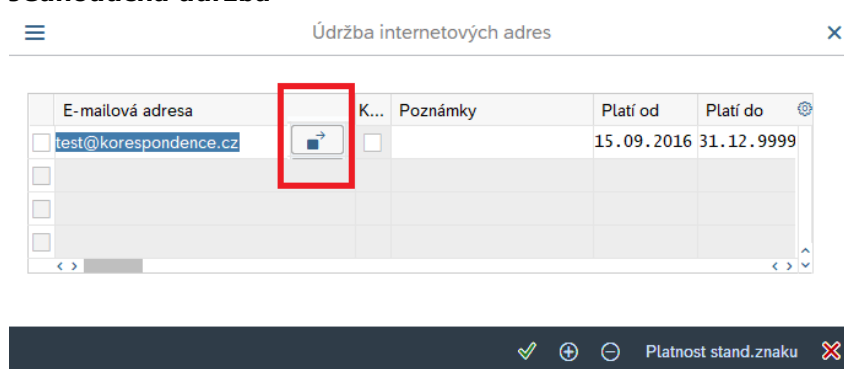 Údržba internetových adres
E-mailová adresa K... Poznámky Platí od Platí do
test@korespondence.cz 15.09.2016 31.12.9999
Platnost stand.znaku